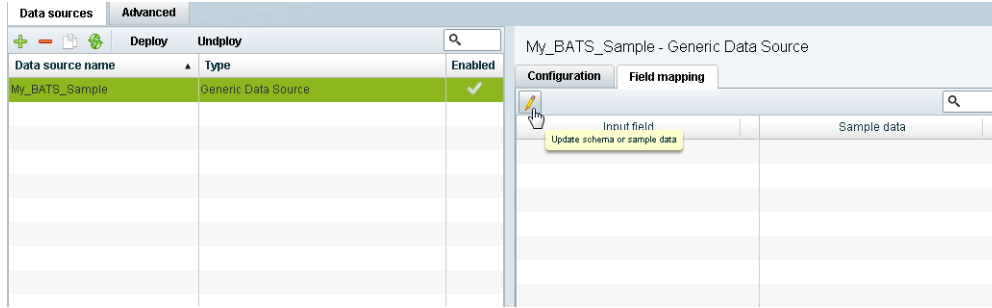 Data sources Advanced
Deploy Undploy
Data source name Type Enabled
My_BATS_Sample Generic Data Source
My_BATS_Sample - Generic Data Source
Configuration Field mapping
Input field Sample data
Update schema or sample data